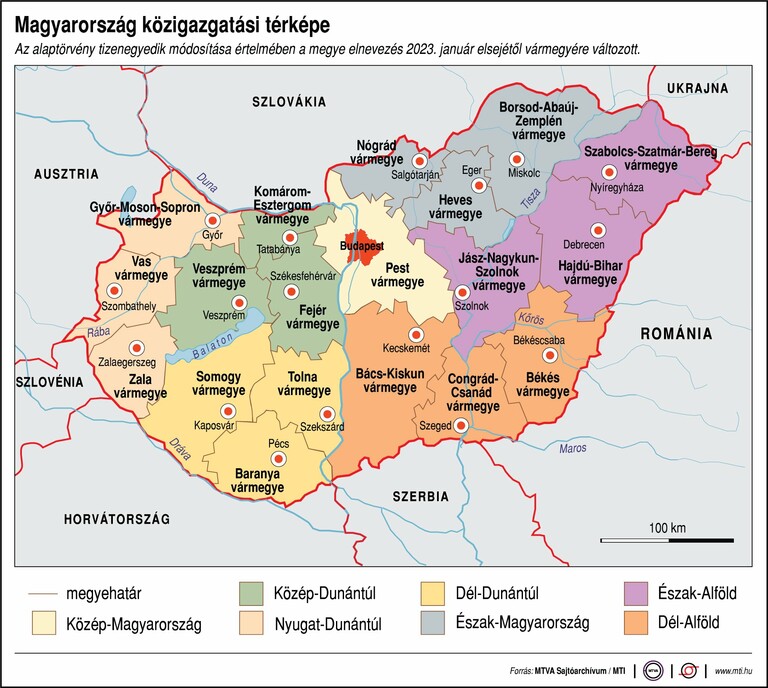 Magyarország közigazgatási térképe
Az alaptörvény tizenegyedik módosítása értelmében a megye elnevezés 2023. január elsejétől vármegyére változott.
UKRAJNA
SZLOVÁKIA
Borsod-Abaúj-
Zemplén
vármegye
Nógrád
vármegye
Salgótarján
Eger
Miskolc
Szabolcs-Szatmár-Bereg
vármegye
Nyíregyháza
AUSZTRIA
Duna
Komárom-
Esztergom
vármegye
Heves
vármegye
Tisza
Győr-Moson-Sopron
vármegye
Győr
Tatabánya
Budapest
Debrecen
Vas
vármegye
Veszprém
vármegye
Székesfehérvár
Pest
vármegye
Jász-Nagykun-
Szolnok
vármegye
Hajdú-Bihar
vármegye
Szombathely
Veszprém
Fejér
vármegye
Szolnok
Rába
Balaton
Körös
Kecskemét
Békéscsaba
ROMÁNIA
Zalaegerszeg
SZLOVÉNIA
Zala
vármegye
Somogy
vármegye
Tolna
vármegye
Bács-Kiskun
vármegye
Congrád-
Csanád
vármegye
Békés
vármegye
Kaposvár
Szekszárd
Szeged
Dráva
Pécs
Maros
Baranya
vármegye
SZERBIA
HORVÁTORSZÁG
100 km
megyehatár
Közép-Dunántúl
Dél-Dunántúl
Észak-Alföld
Közép-Magyarország
Nyugat-Dunántúl
Észak-Magyarország
Dél-Alföld
Forrás: MTVA Sajtóarchívum / MTI
MTVA
www.mti.hu